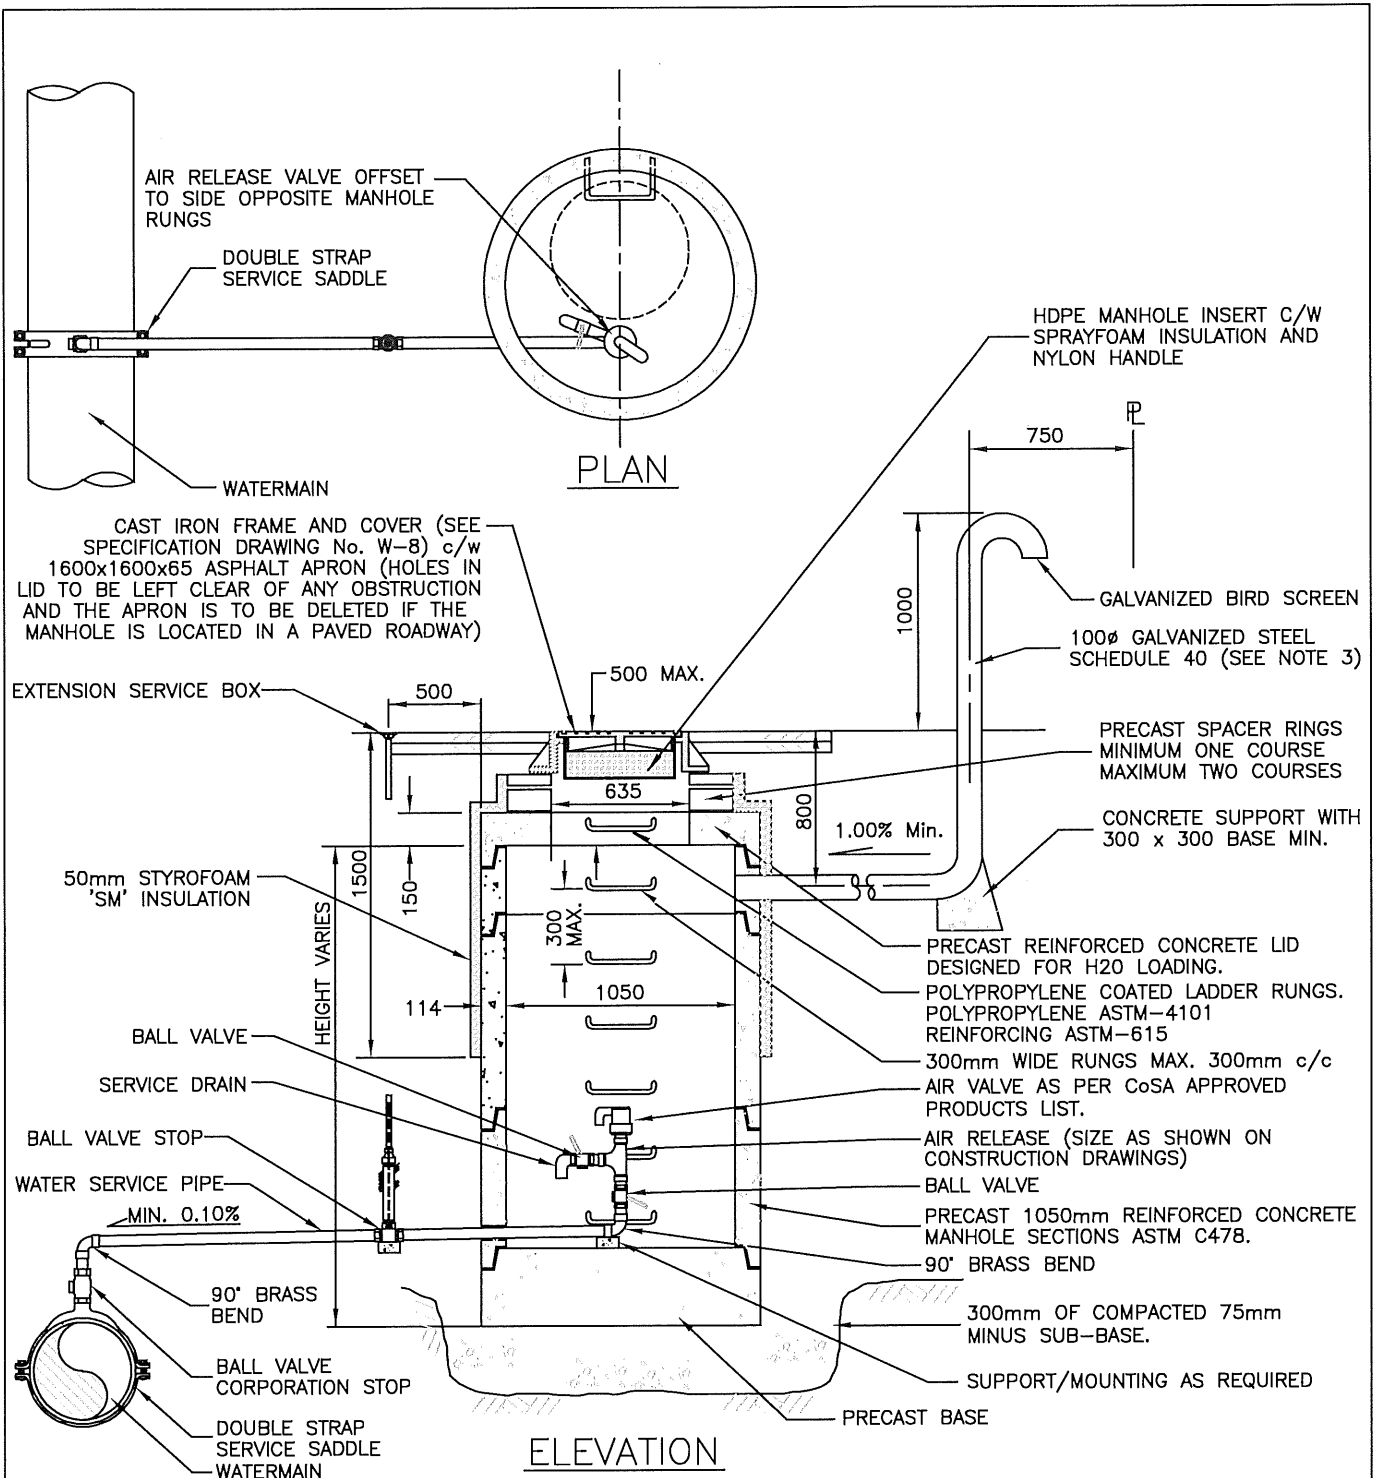 AIR RELEASE VALVE OFFSET
TO SIDE OPPOSITE MANHOLE
RUNGS
DOUBLE STRAP
SERVICE SADDLE
WATERMAIN
PLAN
HDPE MANHOLE INSERT C/W
SPRAYFOAM INSULATION AND
NYLON HANDLE
PL
750
CAST IRON FRAME AND COVER (SEE
SPECIFICATION DRAWING No. W-8) c/w
1600x1600x65 ASPHALT APRON (HOLES IN
LID TO BE LEFT CLEAR OF ANY OBSTRUCTION
AND THE APRON IS TO BE DELETED IF THE
MANHOLE IS LOCATED IN A PAVED ROADWAY)
1000
GALVANIZED BIRD SCREEN
100ø GALVANIZED STEEL
SCHEDULE 40 (SEE NOTE 3)
EXTENSION SERVICE BOX
500
500 MAX.
PRECAST SPACER RINGS
MINIMUM ONE COURSE
MAXIMUM TWO COURSES
635
800
1.00% Min.
CONCRETE SUPPORT WITH
300 x 300 BASE MIN.
1500
150
50mm STYROFOAM
'SM' INSULATION
300
MAX.
HEIGHT VARIES
114
1050
PRECAST REINFORCED CONCRETE LID
DESIGNED FOR H20 LOADING.
POLYPROPYLENE COATED LADDER RUNGS.
POLYPROPYLENE ASTM-4101
REINFORCING ASTM-615
300mm WIDE RUNGS MAX. 300mm c/c
BALL VALVE
SERVICE DRAIN
BALL VALVE STOP
WATER SERVICE PIPE
MIN. 0.10%
AIR VALVE AS PER CoSA APPROVED
PRODUCTS LIST.
AIR RELEASE (SIZE AS SHOWN ON
CONSTRUCTION DRAWINGS)
BALL VALVE
PRECAST 1050mm REINFORCED CONCRETE
MANHOLE SECTIONS ASTM C478.
90° BRASS BEND
90° BRASS
BEND
300mm OF COMPACTED 75mm
MINUS SUB-BASE.
BALL VALVE
CORPORATION STOP
SUPPORT/MOUNTING AS REQUIRED
PRECAST BASE
DOUBLE STRAP
SERVICE SADDLE
WATERMAIN
ELEVATION